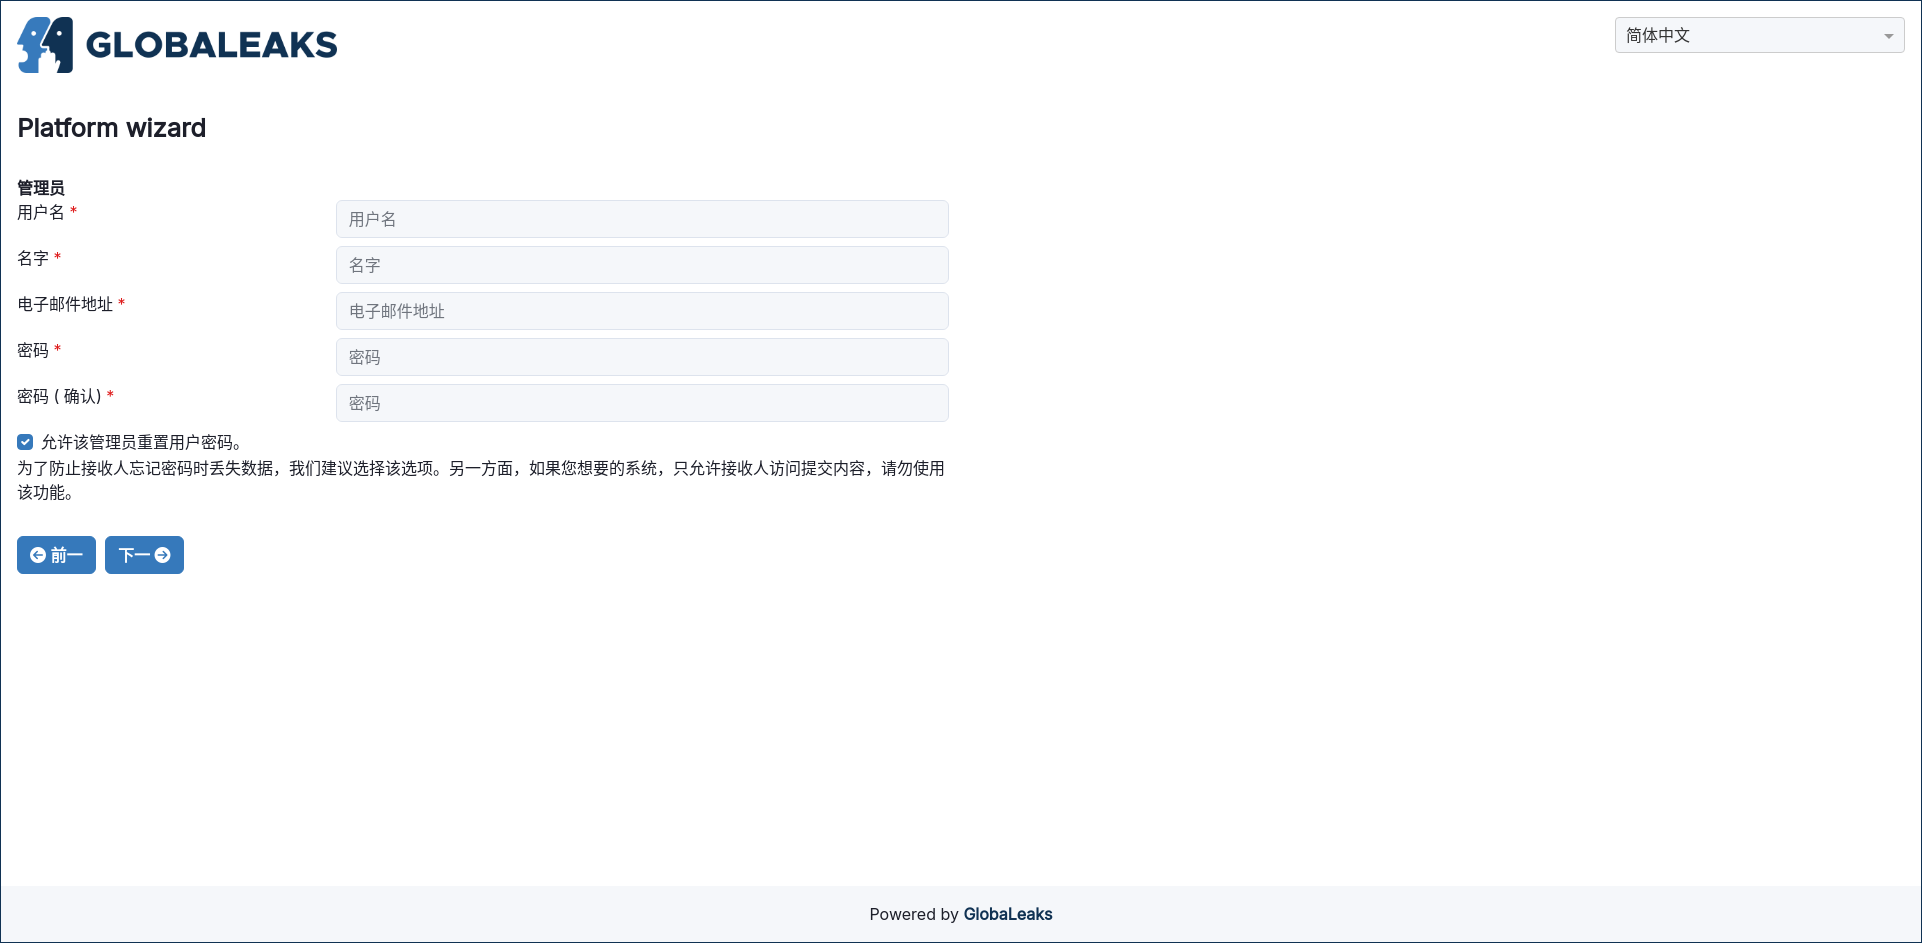 GLOBALEAKS
简体中文
Platform wizard
管理员
用户名 *
用户名
名字 *
名字
电子邮件地址 *
电子邮件地址
密码 *
密码
密码 ( 确认) *
密码
允许该管理员重置用户密码。
为了防止接收人忘记密码时丢失数据，我们建议选择该选项。另一方面，如果您想要的系统，只允许接收人访问提交内容，请勿使用
该功能。
前一
下一
Powered by GlobaLeaks